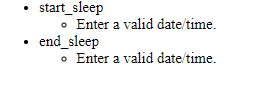 start_sleep
Enter a valid date/time.
end_sleep
Enter a valid date/time.